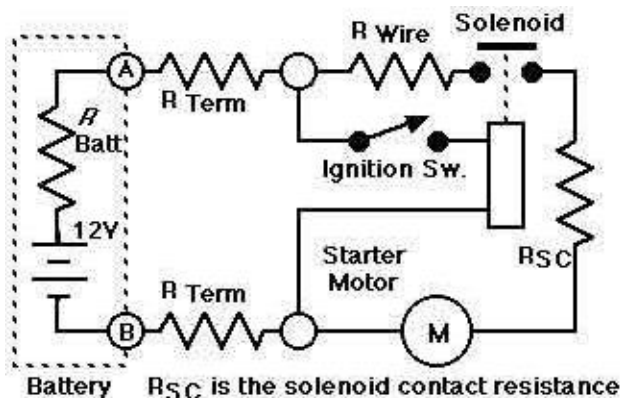 Solenoid
R Wire
A
R Term
R
Batt
Ignition Sw.
12V
RSC
Starter
Motor
R Term
B
M
Battery
RSC is the solenoid contact resistance